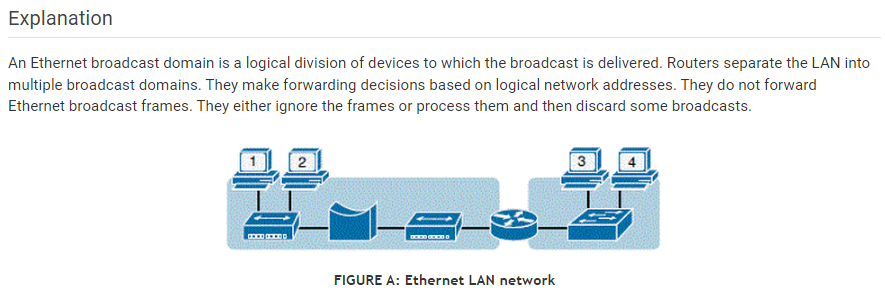 Explanation
An Ethernet broadcast domain is a logical division of devices to which the broadcast is delivered. Routers separate the LAN into
multiple broadcast domains. They make forwarding decisions based on logical network addresses. They do not forward
Ethernet broadcast frames. They either ignore the frames or process them and then discard some broadcasts.
1 2 3 4
FIGURE A: Ethernet LAN network